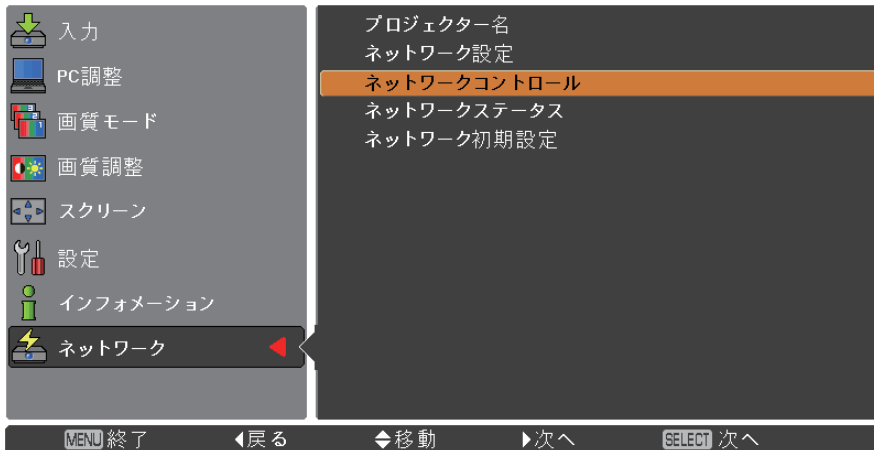 入力
PC調整
画質モード
画質調整
スクリーン
設定
インフォメーション
ネットワーク
プロジェクター名
ネットワーク設定
ネットワークコントロール
ネットワークステータス
ネットワーク初期設定
MENU 終了 ◀戻る ◆移動 ▶次へ SELECT 次へ